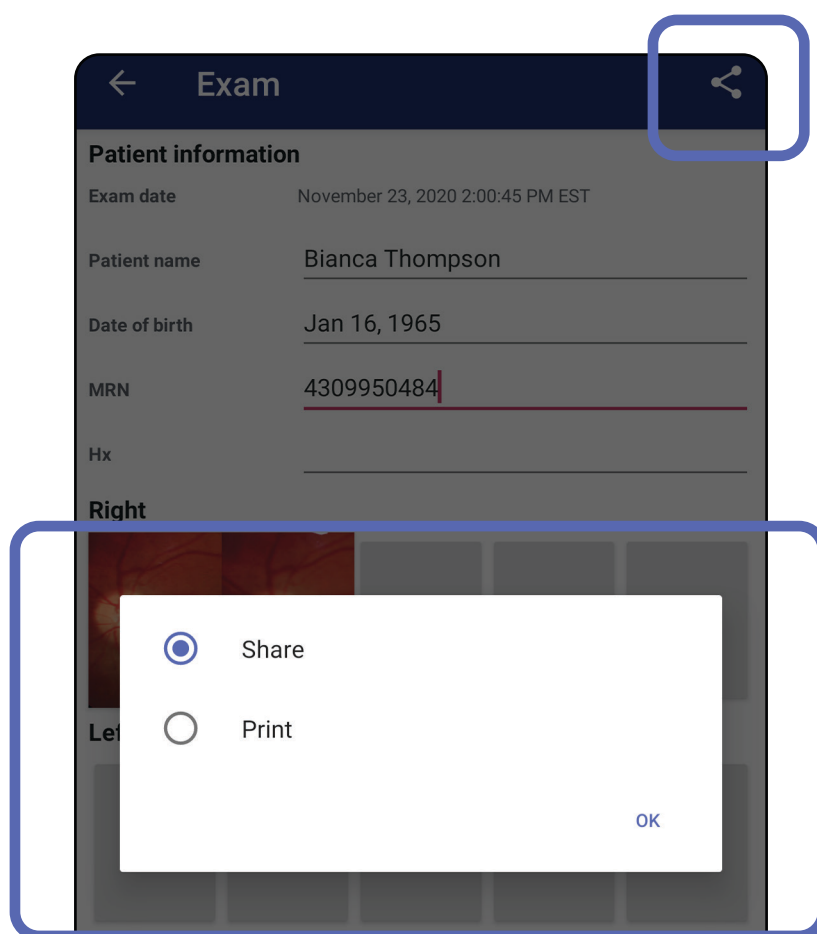 Exam
Patient information
Exam date November 23, 2020 2:00:45 PM EST
Patient name Bianca Thompson
Date of birth Jan 16, 1965
MRN 4309950484
Hx
Right
Share
Lef
Print
OK